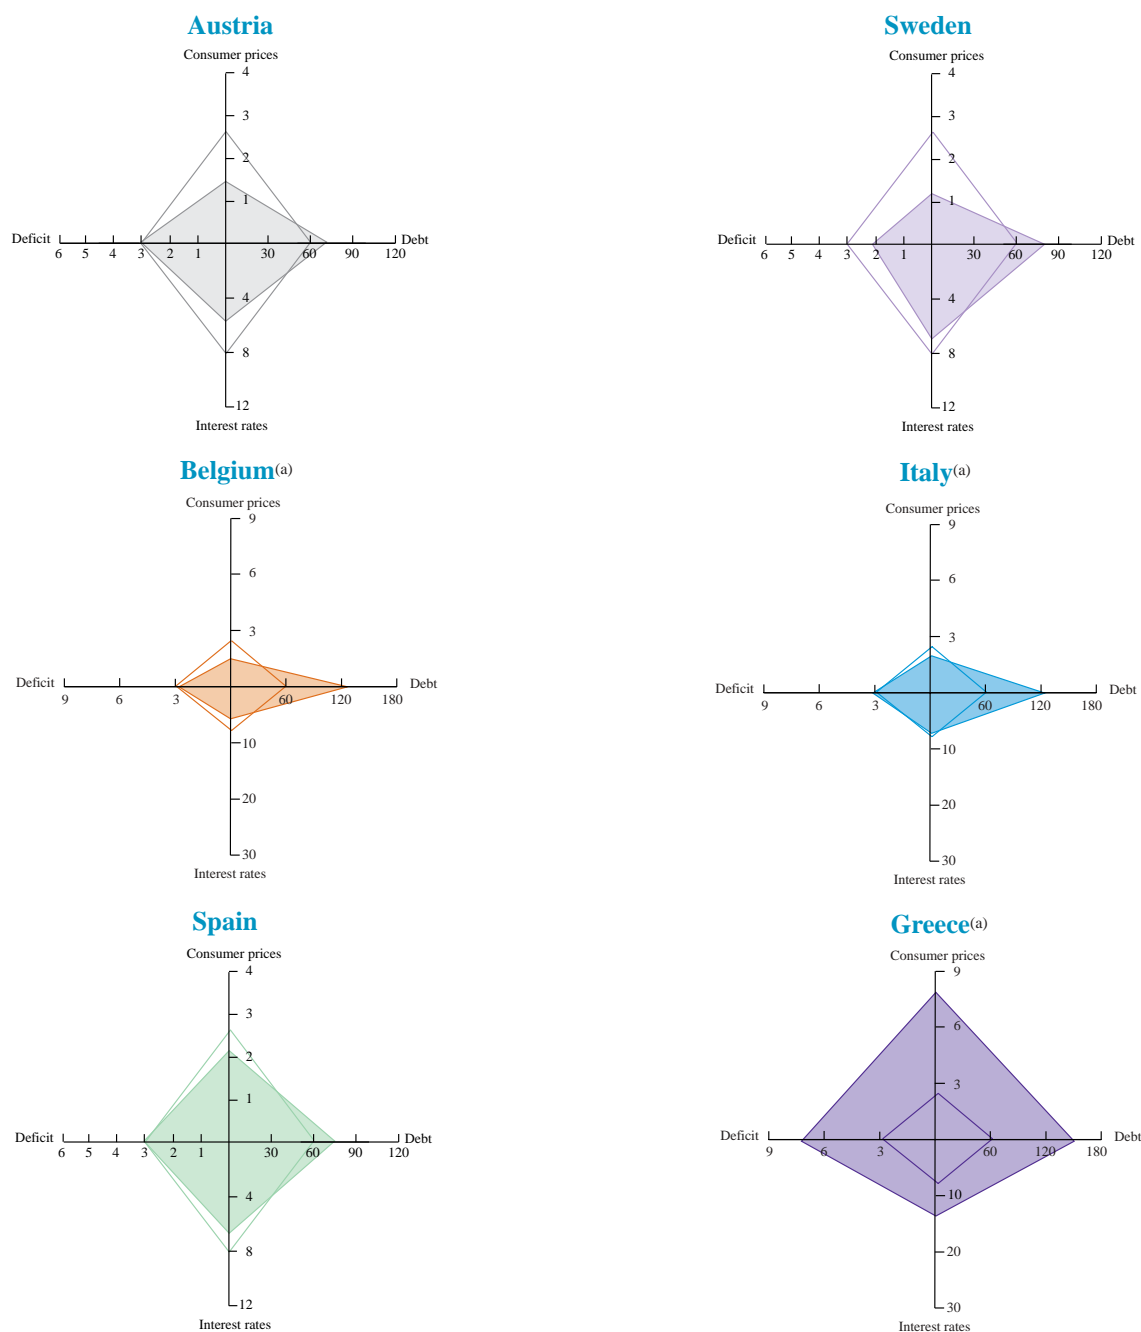 Austria
Consumer prices
4
3
2
1
Deficit
Debt
6 5 4 3 2 1 30 60 90 120
4
8
12
Interest rates
Sweden
Consumer prices
4
3
2
1
Deficit
Debt
6 5 4 3 2 1 30 60 90 120
4
8
12
Interest rates
Belgium(a)
Consumer prices
9
6
3
Deficit
Debt
9 6 3 60 120 180
10
20
30
Interest rates
Italy(a)
Consumer prices
9
6
3
Deficit
Debt
9 6 3 60 120 180
10
20
30
Interest rates
Spain
Consumer prices
4
3
2
1
Deficit
Debt
6 5 4 3 2 1 30 60 90 120
4
8
12
Interest rates
Greece(a)
Consumer prices
9
6
3
Deficit
Debt
9 6 3 60 120 180
10
20
30
Interest rates